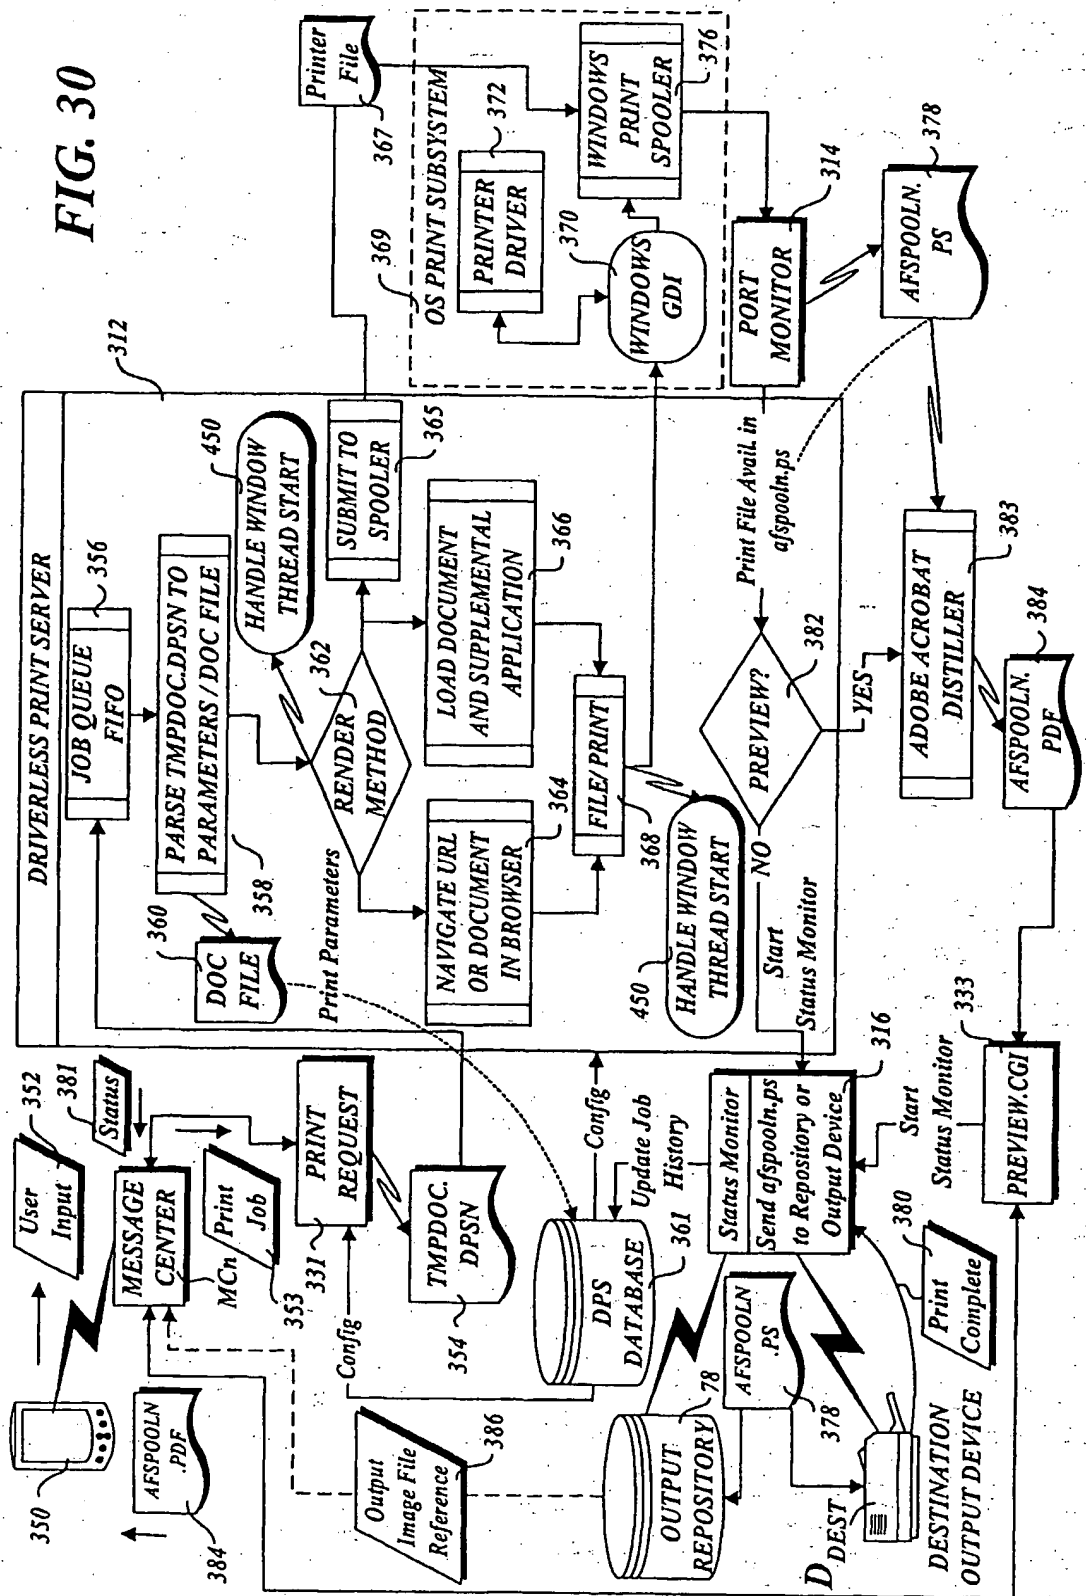 FIG. 30
DRIVERLESS PRINT SERVER
312
User
Input
352
Status
381
350
MESSAGE
CENTER
MCn
Print
Job
353
AFSPOOLN
.PDF
384
PRINT
REQUEST
331
Config
TMPDOC.
DPSN
354
JOB QUEUE
FIFO
356
PARSE TMPDOC.DPSN TO
PARAMETERS / DOC FILE
358
DOC
FILE
360
Print Parameters
HANDLE WINDOW
THREAD START
450
RENDER
METHOD
362
SUBMIT TO
SPOOLER
365
Printer
File
367
NAVIGATE URL
OR DOCUMENT
IN BROWSER
364
LOAD DOCUMENT
AND SUPPLEMENTAL
APPLICATION
366
FILE/ PRINT
368
HANDLE WINDOW
THREAD START
450
OS PRINT SUBSYSTEM
369
PRINTER
DRIVER
372
WINDOWS
GDI
370
WINDOWS
PRINT
SPOOLER
376
PORT
MONITOR
314
AFSPOOLN.
PS
378
Print File Avail. in
afspooln.ps
PREVIEW?
382
NO
YES
Start
Status Monitor
ADOBE ACROBAT
DISTILLER
383
AFSPOOLN.
PDF
384
DPS
DATABASE
361
Config
Update Job
History
Status Monitor
Send afspooln.ps
to Repository or
Output Device
316
Start
Status Monitor
PREVIEW.CGI
333
Output
Image File
Reference
386
OUTPUT
REPOSITORY
78
AFSPOOLN
.PS
378
Print
Complete
380
D DEST
DESTINATION
OUTPUT DEVICE